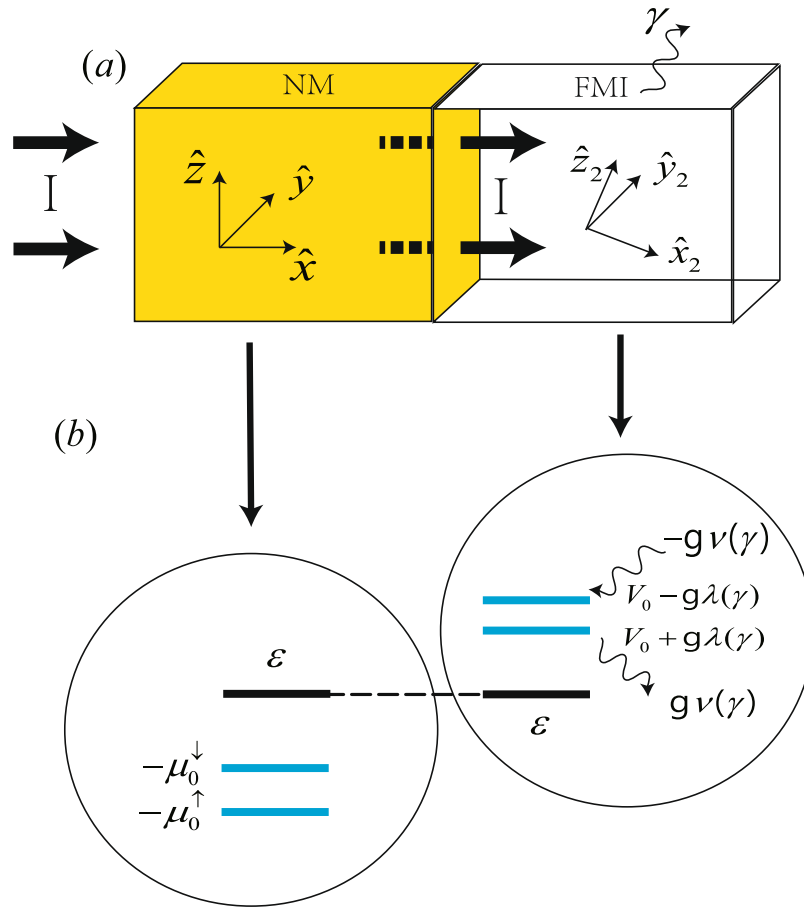 γ
(a)
NM
FMI
I
ẑ
ŷ
x̂
I
ẑ₂
ŷ₂
x̂₂
(b)
ε
−μ₀↓
−μ₀↑
−gν(γ)
V₀−gλ(γ)
V₀+gλ(γ)
gν(γ)
ε